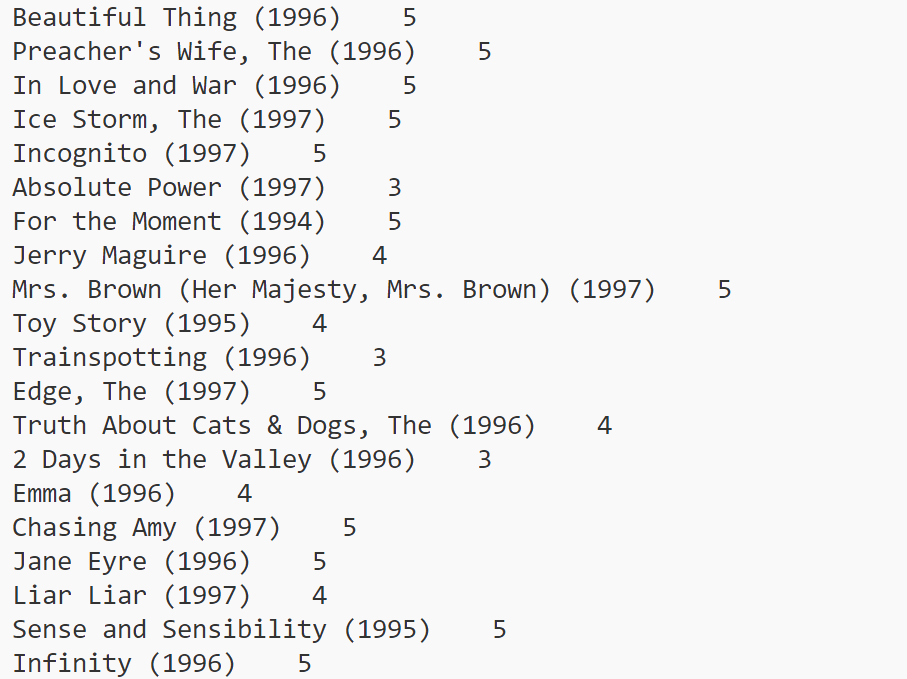 Beautiful Thing (1996)    5
Preacher's Wife, The (1996)    5
In Love and War (1996)    5
Ice Storm, The (1997)    5
Incognito (1997)    5
Absolute Power (1997)    3
For the Moment (1994)    5
Jerry Maguire (1996)    4
Mrs. Brown (Her Majesty, Mrs. Brown) (1997)    5
Toy Story (1995)    4
Trainspotting (1996)    3
Edge, The (1997)    5
Truth About Cats & Dogs, The (1996)    4
2 Days in the Valley (1996)    3
Emma (1996)    4
Chasing Amy (1997)    5
Jane Eyre (1996)    5
Liar Liar (1997)    4
Sense and Sensibility (1995)    5
Infinity (1996)    5